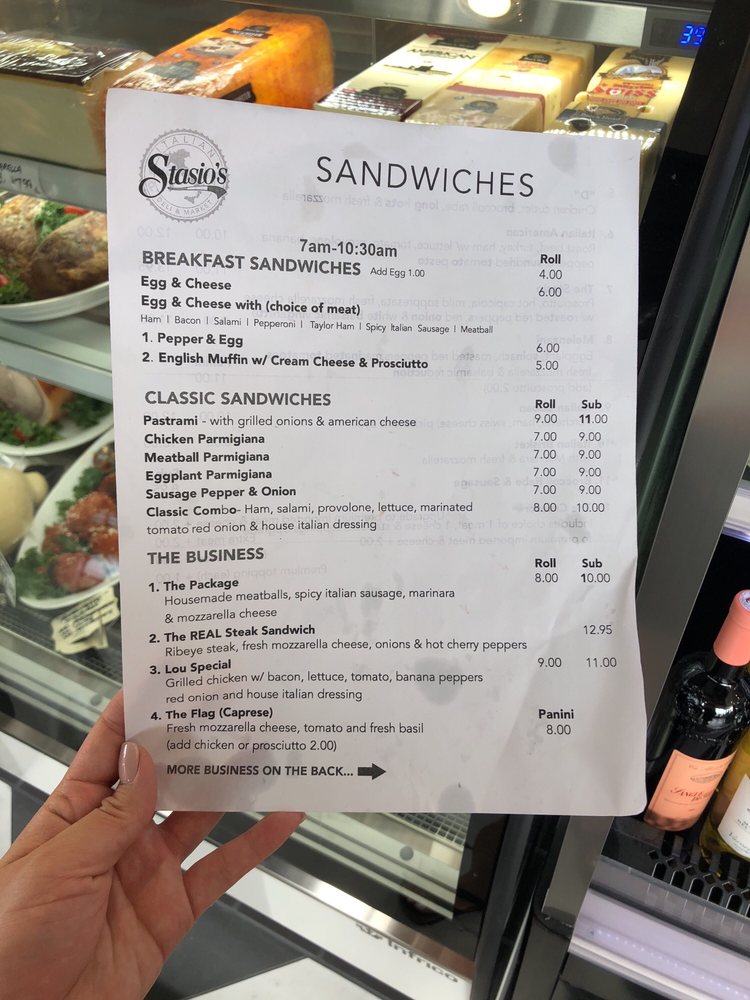 ITALIAN
Stasio's
DELI & MARKET
SANDWICHES
7am-10:30am
BREAKFAST SANDWICHES Add Egg 1.00 Roll
Egg & Cheese 4.00
Egg & Cheese with (choice of meat) 6.00
Ham | Bacon | Salami | Pepperoni | Taylor Ham | Spicy Italian Sausage | Meatball
1. Pepper & Egg 6.00
2. English Muffin w/ Cream Cheese & Prosciutto 5.00
CLASSIC SANDWICHES Roll Sub
Pastrami - with grilled onions & american cheese 9.00 11.00
Chicken Parmigiana 7.00 9.00
Meatball Parmigiana 7.00 9.00
Eggplant Parmigiana 7.00 9.00
Sausage Pepper & Onion 7.00 9.00
Classic Combo- Ham, salami, provolone, lettuce, marinated 8.00 10.00
tomato red onion & house italian dressing
THE BUSINESS Roll Sub
1. The Package 8.00 10.00
Housemade meatballs, spicy italian sausage, marinara
& mozzarella cheese
2. The REAL Steak Sandwich 12.95
Ribeye steak, fresh mozzarella cheese, onions & hot cherry peppers
3. Lou Special 9.00 11.00
Grilled chicken w/ bacon, lettuce, tomato, banana peppers
red onion and house italian dressing
4. The Flag (Caprese) Panini
Fresh mozzarella cheese, tomato and fresh basil 8.00
(add chicken or prosciutto 2.00)
MORE BUSINESS ON THE BACK...
AMERICAN
SWISS
39